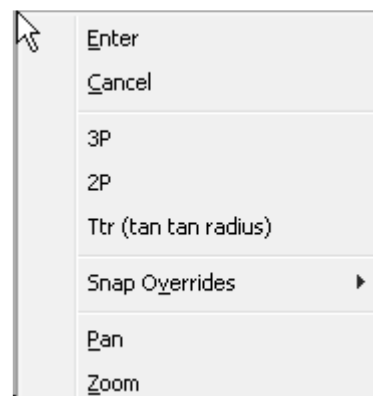 Enter
Cancel
3P
2P
Ttr (tan tan radius)
Snap Overrides
Pan
Zoom